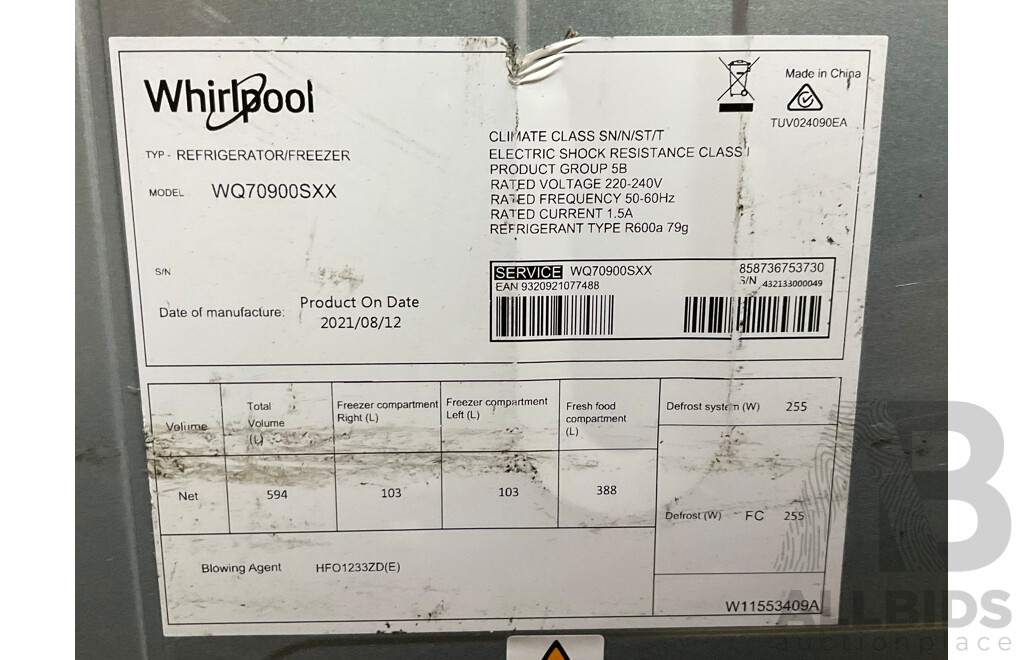 Whirlpool
Made in China
TUV024090EA
TYP - REFRIGERATOR/FREEZER
MODEL WQ70900SXX
CLIMATE CLASS SN/N/ST/T
ELECTRIC SHOCK RESISTANCE CLASS I
PRODUCT GROUP 5B
RATED VOLTAGE 220-240V
RATED FREQUENCY 50-60Hz
RATED CURRENT 1.5A
REFRIGERANT TYPE R600a 79g
S/N
Date of manufacture: Product On Date
2021/08/12
SERVICE WQ70900SXX 858736753730
EAN 9320921077488 S/N 432133000049
Volume
Total
Volume
(L)
Freezer compartment
Right (L)
Freezer compartment
Left (L)
Fresh food
compartment
(L)
Defrost system (W) 255
Net 594 103 103 388
Defrost (W) FC 255
Blowing Agent HFO1233ZD(E)
W11553409A
B
ALLBIDS
auctionplace